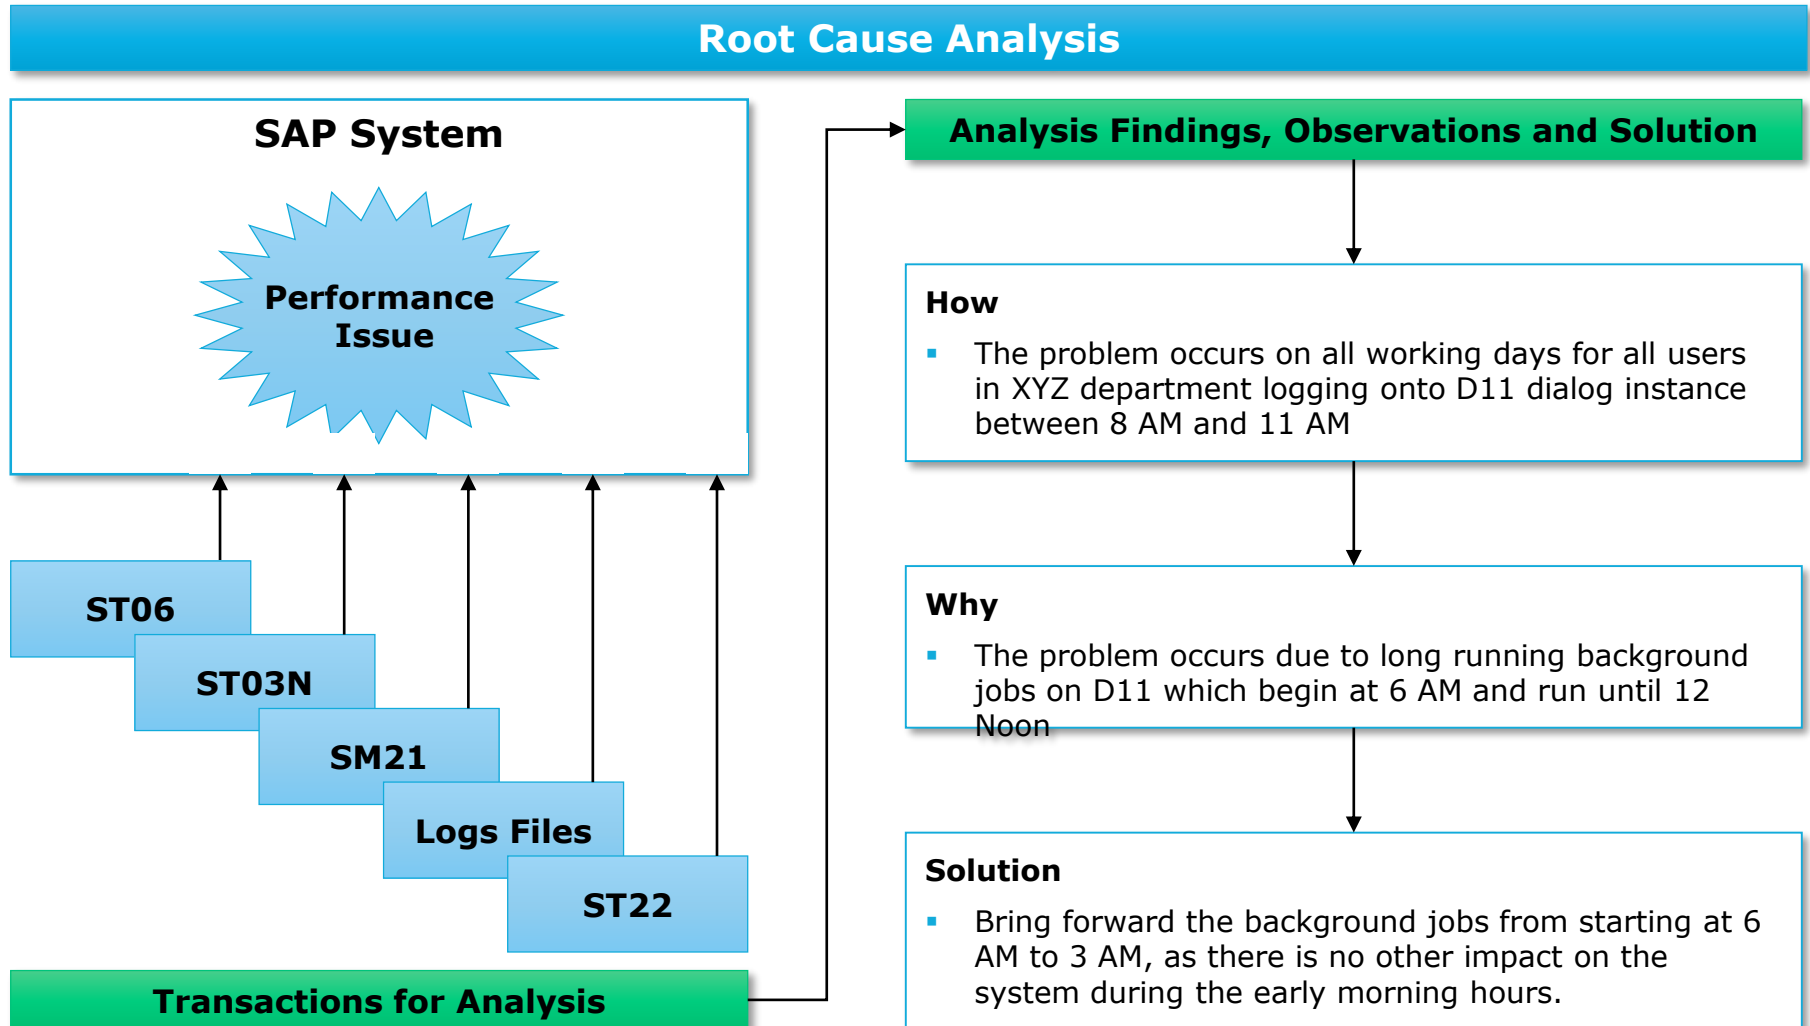 Root Cause Analysis
SAP System
Performance
Issue
ST06
ST03N
SM21
Logs Files
ST22
Transactions for Analysis
Analysis Findings, Observations and Solution
How
▪ The problem occurs on all working days for all users
in XYZ department logging onto D11 dialog instance
between 8 AM and 11 AM
Why
▪ The problem occurs due to long running background
jobs on D11 which begin at 6 AM and run until 12
Noon
Solution
▪ Bring forward the background jobs from starting at 6
AM to 3 AM, as there is no other impact on the
system during the early morning hours.